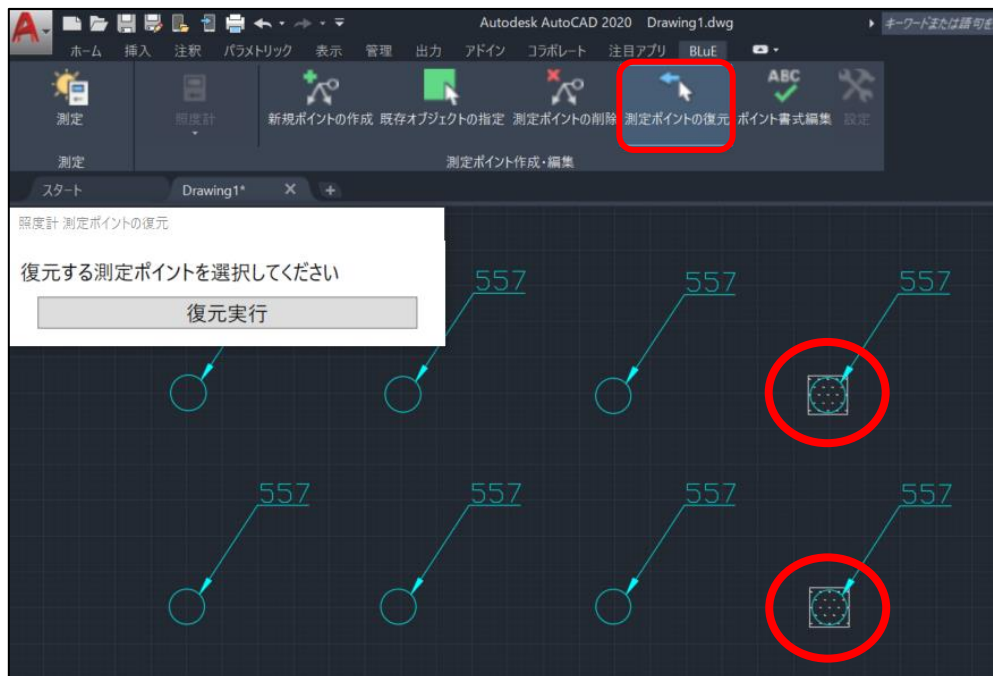 Autodesk AutoCAD 2020 Drawing1.dwg キーワードまたは語句を
ホーム 挿入 注釈 パラメトリック 表示 管理 出力 アドイン コラボレート 注目アプリ BLuE
ABC
測定 照度計 新規ポイントの作成 既存オブジェクトの指定 測定ポイントの削除 測定ポイントの復元 ポイント書式編集 設定
測定 測定ポイント作成・編集
スタート Drawing1* X +
照度計 測定ポイントの復元
復元する測定ポイントを選択してください
復元実行
557 557 557
557 557 557 557